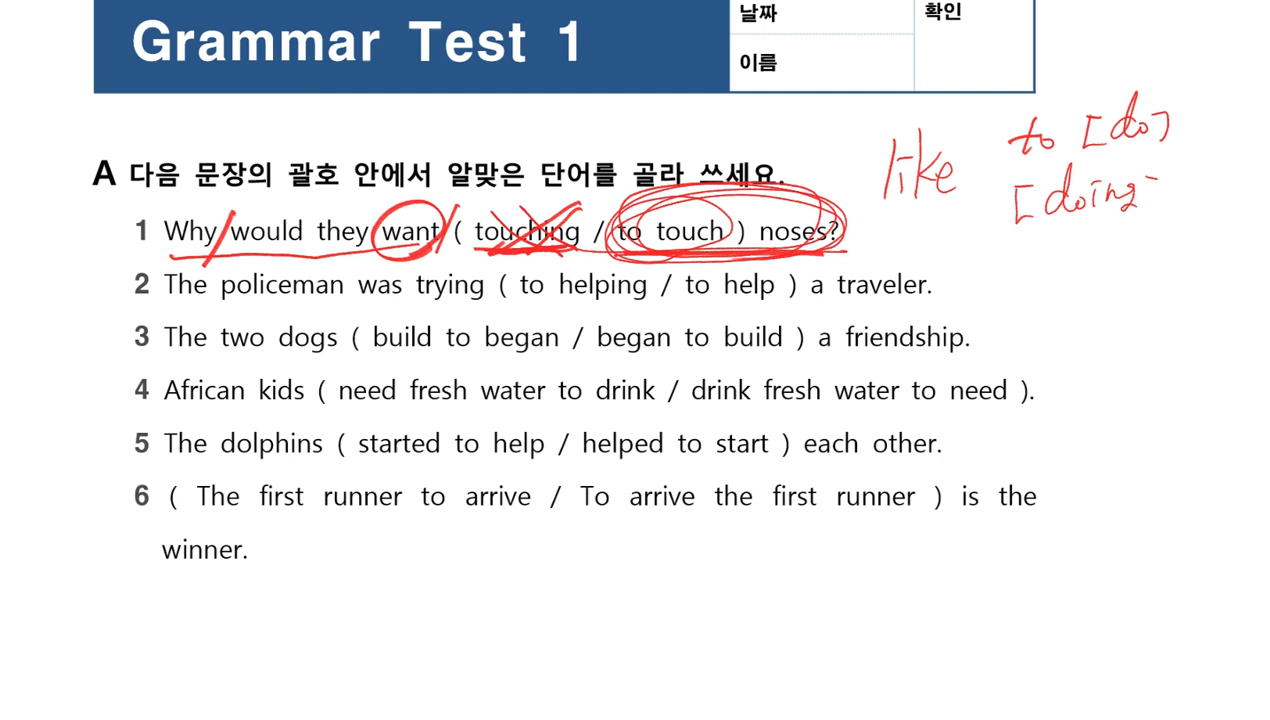 Grammar Test 1
날짜
확인
이름
like to [do]
[doing
A 다음 문장의 괄호 안에서 알맞은 단어를 골라 쓰세요.
1 Why would they want ( touching / to touch ) noses?
2 The policeman was trying ( to helping / to help ) a traveler.
3 The two dogs ( build to began / began to build ) a friendship.
4 African kids ( need fresh water to drink / drink fresh water to need ).
5 The dolphins ( started to help / helped to start ) each other.
6 ( The first runner to arrive / To arrive the first runner ) is the
winner.